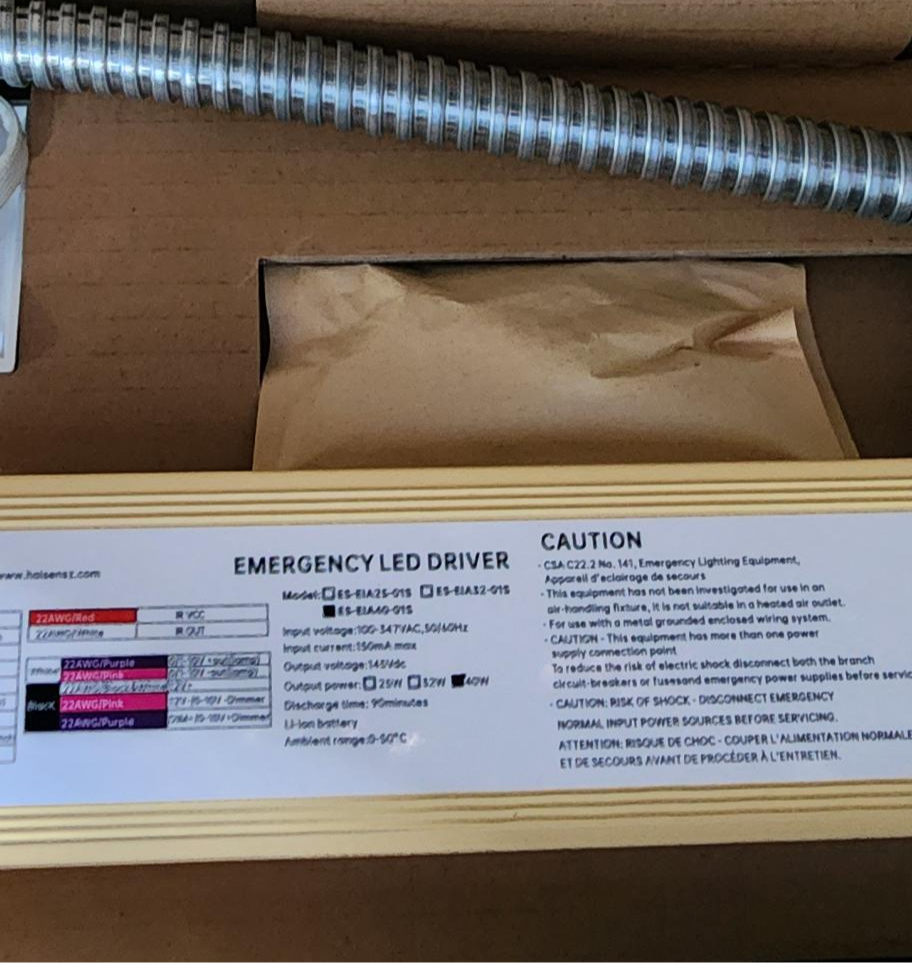 www.haisensz.com
22AWG/Red IR VCC
22AWG/White IR OUT
22AWG/Purple
22AWG/Pink
Black
22AWG/Pink
22AWG/Purple
EMERGENCY LED DRIVER
Model:□ES-EIA25-01S □ES-EIA32-01S
■ES-EIA40-01S
Input voltage:100-347VAC,50/60Hz
Input current:150mA max
Output voltage:145Vdc
Output power:□25W □32W ■40W
Discharge time: 90minutes
Li-ion battery
Ambient range:0-50°C
CAUTION
- CSA C22.2 No. 141, Emergency Lighting Equipment,
Appareil d'eclairage de secours
- This equipment has not been investigated for use in an
air-handling fixture, it is not suitable in a heated air outlet.
- For use with a metal grounded enclosed wiring system.
- CAUTION - This equipment has more than one power
supply connection point
To reduce the risk of electric shock disconnect both the branch
circuit-breakers or fusesand emergency power supplies before servic
- CAUTION: RISK OF SHOCK - DISCONNECT EMERGENCY
NORMAL INPUT POWER SOURCES BEFORE SERVICING.
ATTENTION: RISQUE DE CHOC - COUPER L'ALIMENTATION NORMALE
ET DE SECOURS AVANT DE PROCÉDER À L'ENTRETIEN.